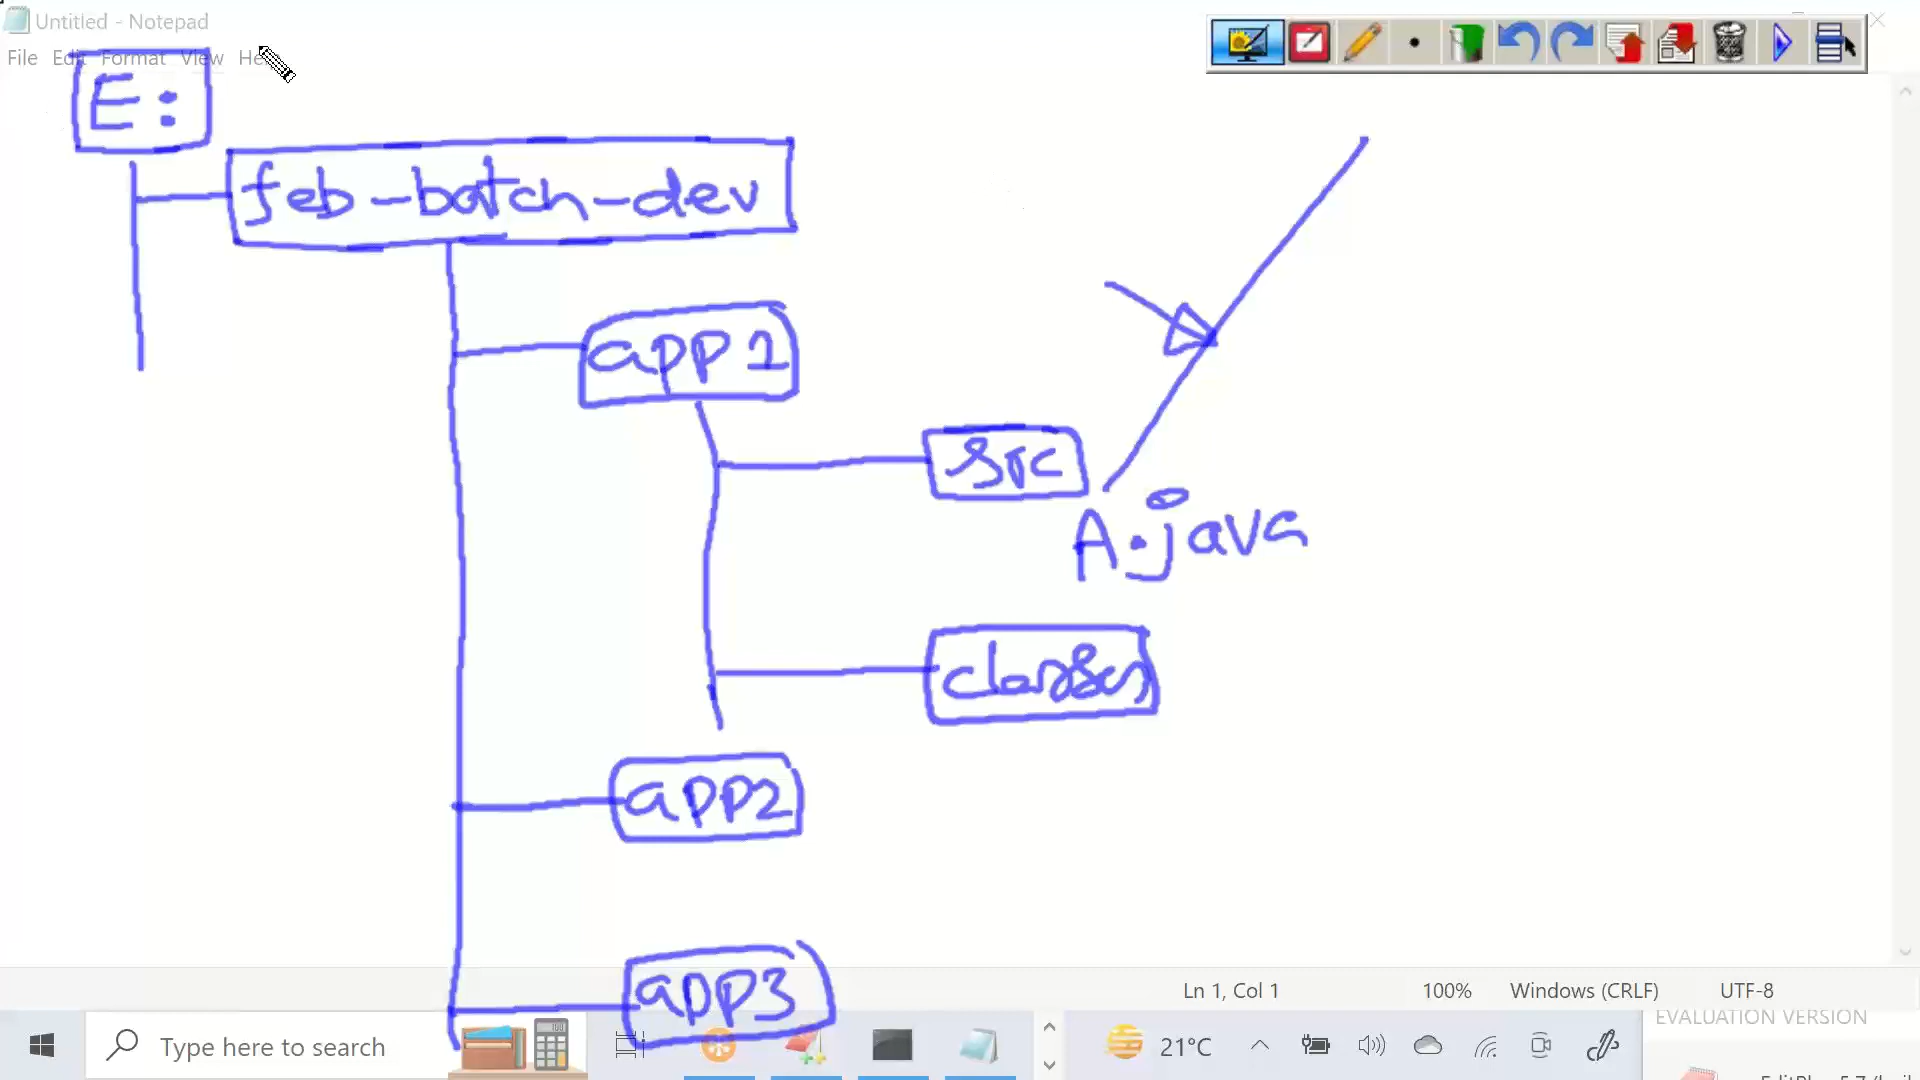 Untitled - Notepad
File Edit Format View
E:
feb-batch-dev
app1
src
A.java
classes
app2
app3
Ln 1, Col 1 100% Windows (CRLF) UTF-8
EVALUATION VERSION
Type here to search
21°C